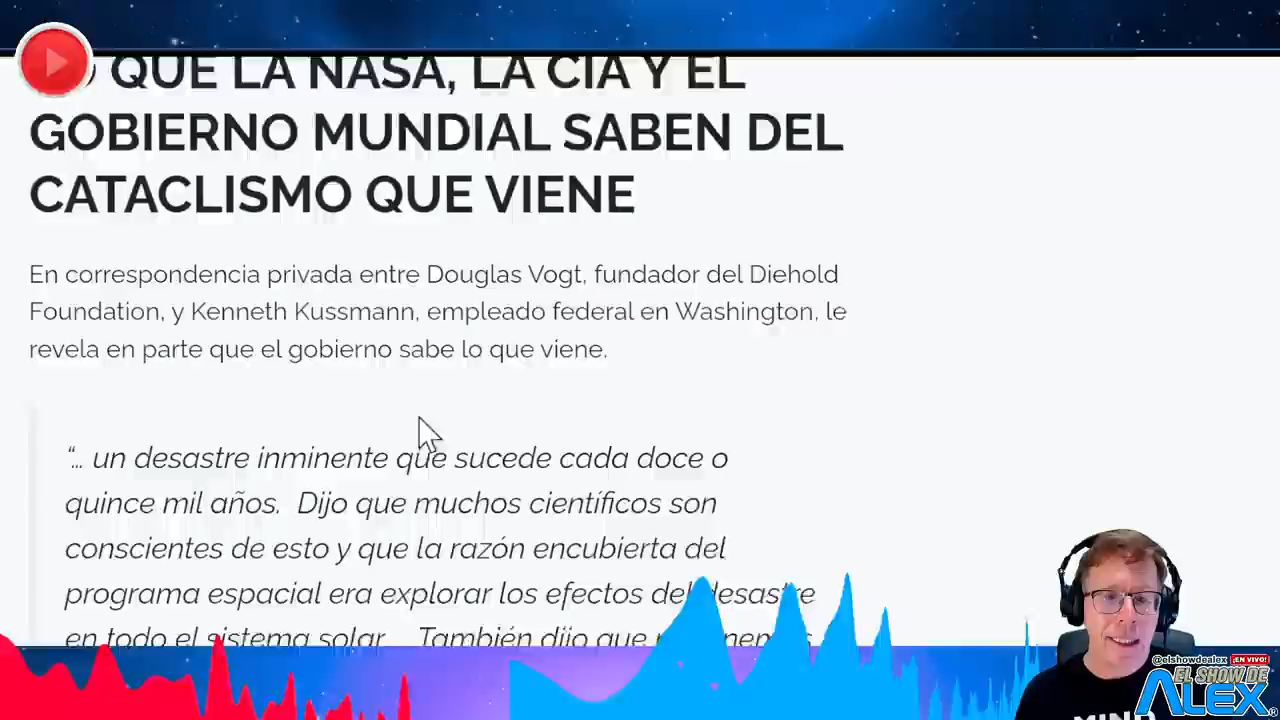 QUE LA NASA, LA CIA Y EL
GOBIERNO MUNDIAL SABEN DEL
CATACLISMO QUE VIENE
En correspondencia privada entre Douglas Vogt, fundador del Diehold
Foundation, y Kenneth Kussmann, empleado federal en Washington, le
revela en parte que el gobierno sabe lo que viene.
“... un desastre inminente que sucede cada doce o
quince mil años. Dijo que muchos científicos son
conscientes de esto y que la razón encubierta del
programa espacial era explorar los efectos del desastre
en todo el sistema solar ... También dijo que
@elshowdealex ¡EN VIVO!
EL SHOW DE
ALEX
MIND